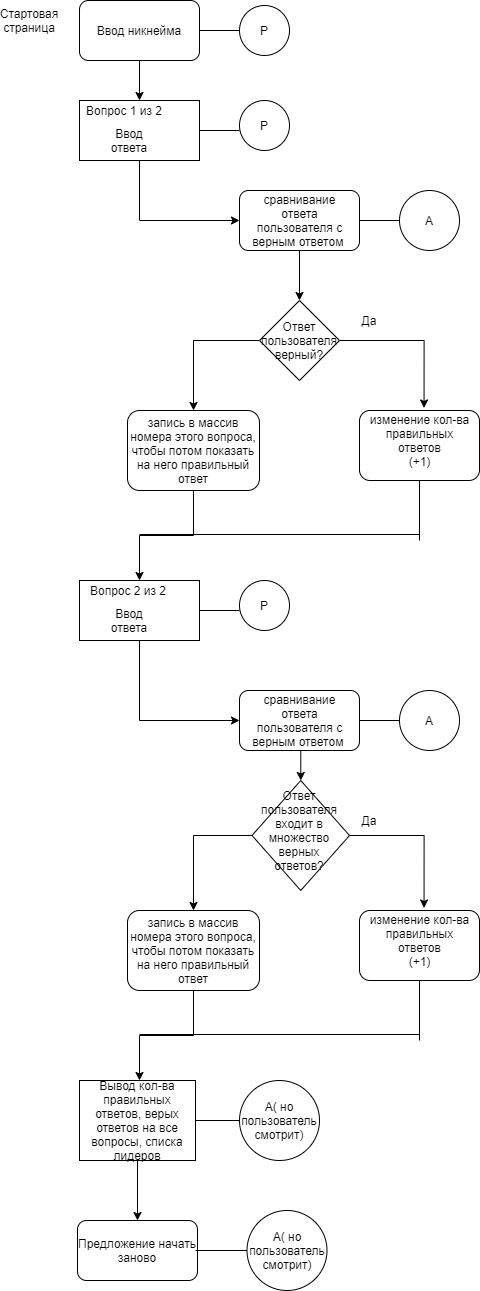 Стартовая
страница
Ввод никнейма
Р
Вопрос 1 из 2
Ввод
ответа
Р
сравнивание
ответа
пользователя с
верным ответом
А
Ответ
пользователя
верный?
Да
запись в массив
номера этого вопроса,
чтобы потом показать
на него правильный
ответ
изменение кол-ва
правильных
ответов
(+1)
Вопрос 2 из 2
Ввод
ответа
Р
сравнивание
ответа
пользователя с
верным ответом
А
Ответ
пользователя
входит в
множество
верных
ответов?
Да
запись в массив
номера этого вопроса,
чтобы потом показать
на него правильный
ответ
изменение кол-ва
правильных
ответов
(+1)
Вывод кол-ва
правильных
ответов, верых
ответов на все
вопросы, списка
лидеров
А( но
пользователь
смотрит)
Предложение начать
заново
А( но
пользователь
смотрит)